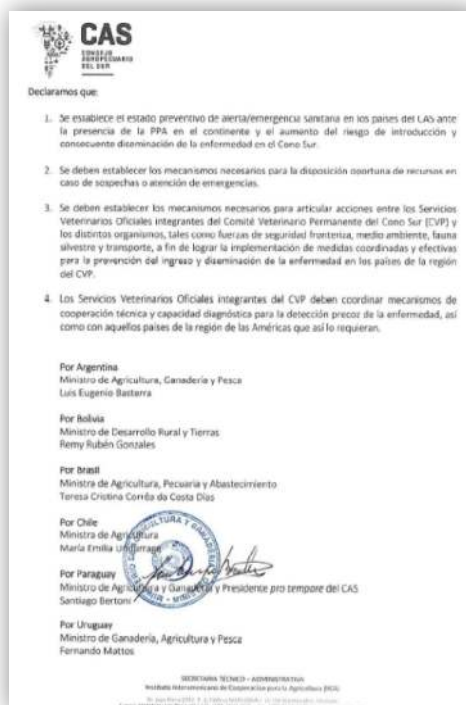 CAS
CONSEJO
AGROPECUARIO
DEL SUR
Declaramos que:
1. Se establece el estado preventivo de alerta/emergencia sanitaria en los países del CAS ante
la presencia de la PPA en el continente y el aumento del riesgo de introducción y
consecuente diseminación de la enfermedad en el Cono Sur.
2. Se deben establecer los mecanismos necesarios para la disposición oportuna de recursos en
caso de sospechas o atención de emergencias.
3. Se deben establecer los mecanismos necesarios para articular acciones entre los Servicios
Veterinarios Oficiales integrantes del Comité Veterinario Permanente del Cono Sur (CVP) y
los distintos organismos, tales como fuerzas de seguridad fronteriza, medio ambiente, fauna
silvestre y transporte, a fin de lograr la implementación de medidas coordinadas y efectivas
para la prevención del ingreso y diseminación de la enfermedad en los países de la región
del CVP.
4. Los Servicios Veterinarios Oficiales integrantes del CVP deben coordinar mecanismos de
cooperación técnica y capacidad diagnóstica para la detección precoz de la enfermedad, así
como con aquellos países de la región de las Américas que así lo requieran.
Por Argentina
Ministro de Agricultura, Ganadería y Pesca
Luis Eugenio Basterra
Por Bolivia
Ministro de Desarrollo Rural y Tierras
Remy Rubén Gonzales
Por Brasil
Ministra de Agricultura, Pecuaria y Abastecimiento
Teresa Cristina Corrêa da Costa Dias
Por Chile
Ministra de Agricultura
María Emilia Undurraga
Por Paraguay
Ministro de Agricultura y Ganadería y Presidente pro tempore del CAS
Santiago Bertoni
Por Uruguay
Ministro de Ganadería, Agricultura y Pesca
Fernando Mattos
SECRETARIA TÉCNICO – ADMINISTRATIVA
Instituto Interamericano de Cooperación para la Agricultura (IICA)